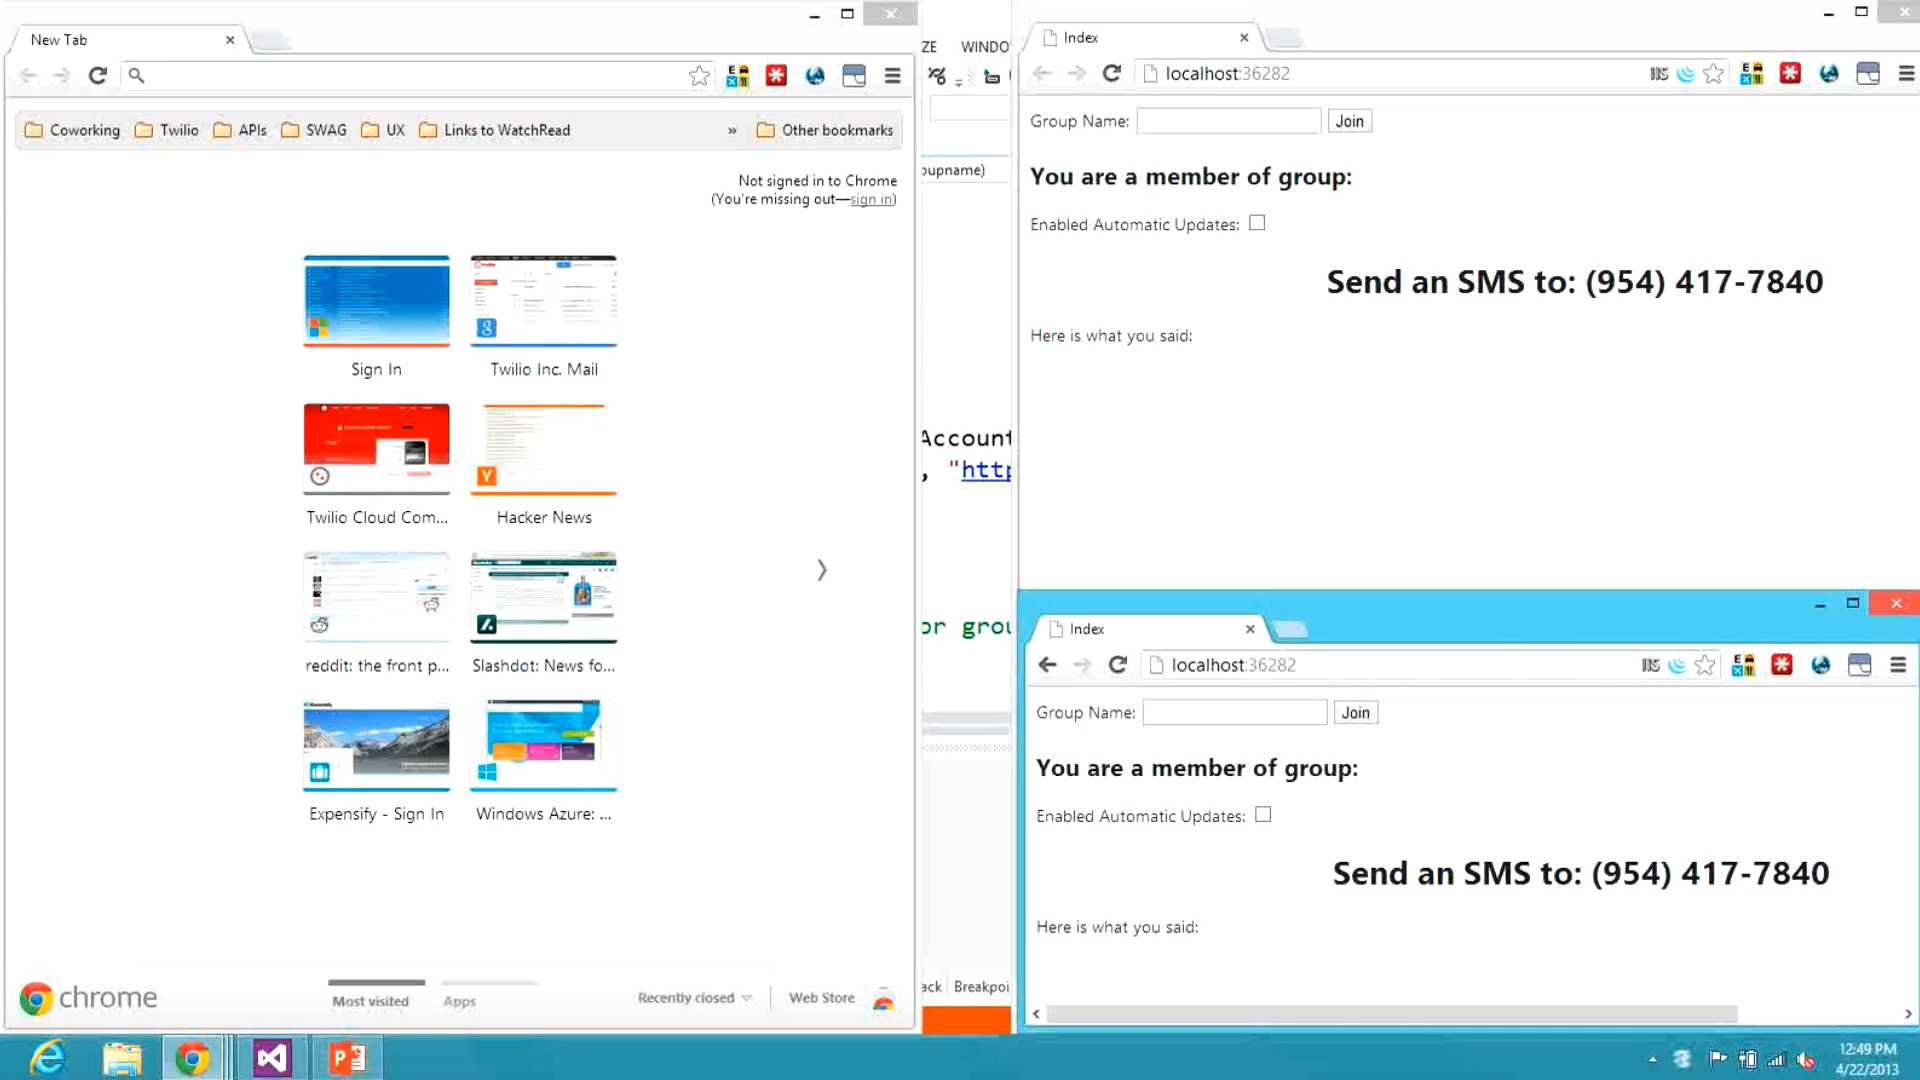 New Tab
Coworking Twilio APIs SWAG UX Links to WatchRead » Other bookmarks
Not signed in to Chrome
(You're missing out—sign in)
Sign In Twilio Inc. Mail
Twilio Cloud Com... Hacker News
reddit: the front p... Slashdot: News fo...
Expensify - Sign In Windows Azure: ...
chrome
Most visited Apps Recently closed Web Store
ZE WINDO
oupname)
Account
, "http
or grou
ack Breakpoi
Index
localhost:36282
Group Name: Join
You are a member of group:
Enabled Automatic Updates:
Send an SMS to: (954) 417-7840
Here is what you said:
Index
localhost:36282
Group Name: Join
You are a member of group:
Enabled Automatic Updates:
Send an SMS to: (954) 417-7840
Here is what you said:
12:49 PM
4/22/2013